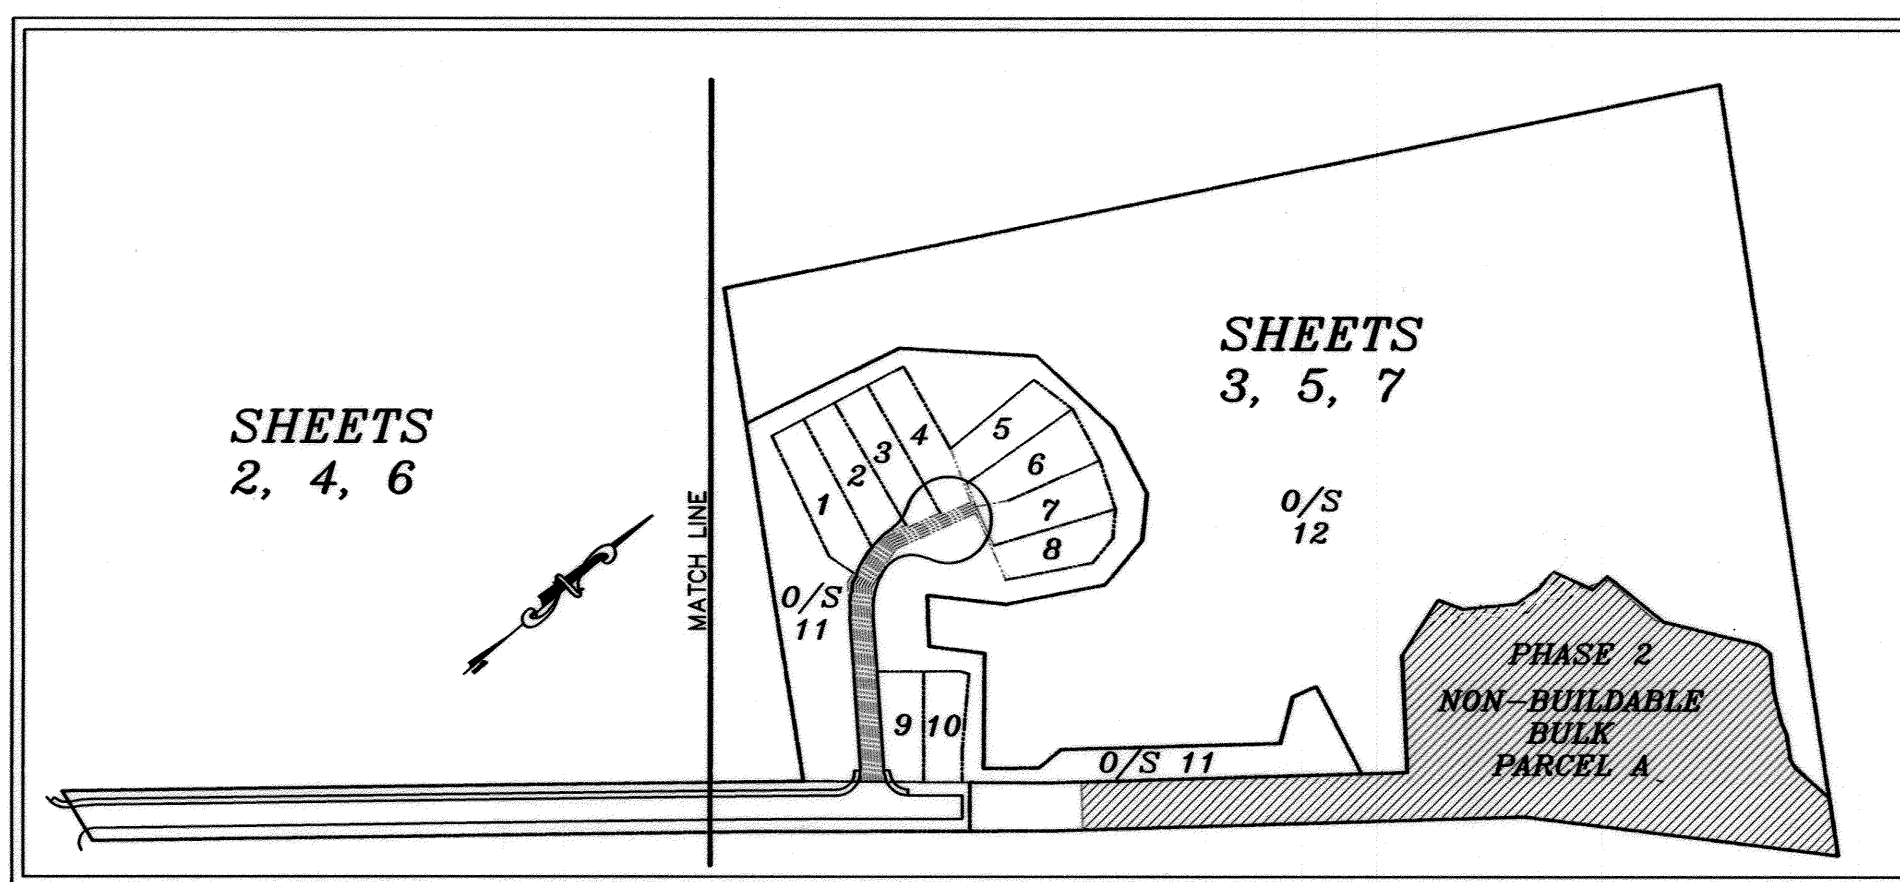 SHEETS
2, 4, 6
MATCH LINE
SHEETS
3, 5, 7
1
2
3
4
5
6
7
8
O/S
11
O/S
12
9
10
O/S 11
PHASE 2
NON-BUILDABLE
BULK
PARCEL A